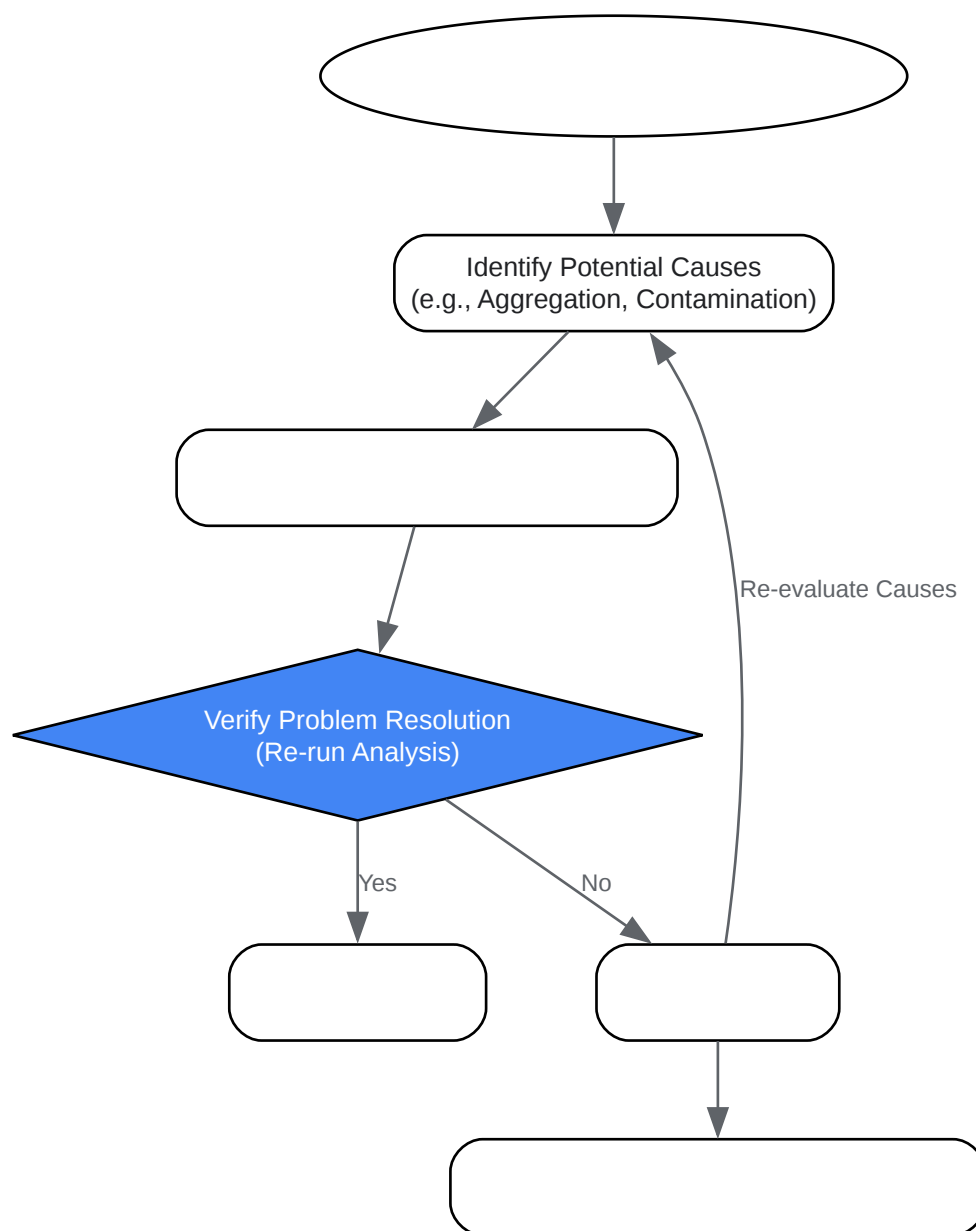 Identify Potential Causes
(e.g., Aggregation, Contamination)
Re-evaluate Causes
Verify Problem Resolution
(Re-run Analysis)
Yes
No